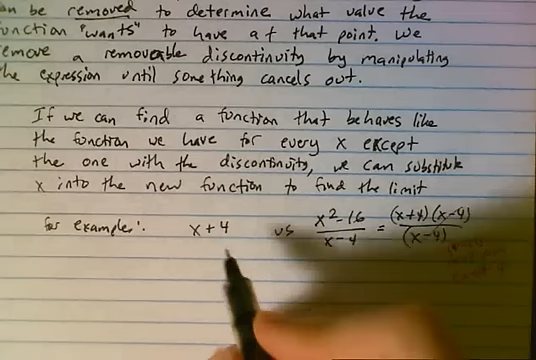 an be removed to determine what value the
unction "wants" to have at that point. We
emove a removeable discontinuity by manipulating
the expression until something cancels out.
If we can find a function that behaves like
the function we have for every x except
the one with the discontinuity, we can substitute
x into the new function to find the limit
for example: x+4 vs x²-16 / x-4 = (x+4)(x-4) / (x-4)